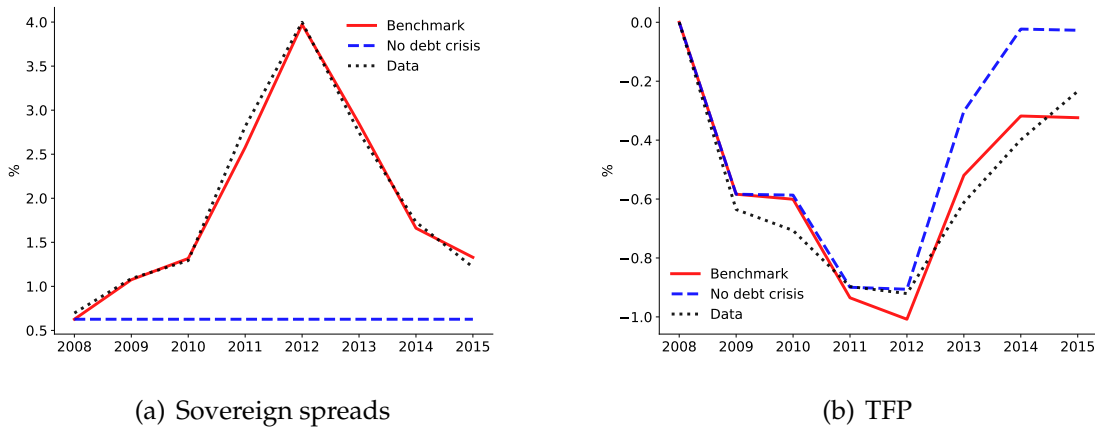 4.0
3.5
3.0
2.5
2.0
1.5
1.0
0.5
%
Benchmark
No debt crisis
Data
2008 2009 2010 2011 2012 2013 2014 2015
(a) Sovereign spreads
0.0
−0.2
−0.4
−0.6
−0.8
−1.0
%
Benchmark
No debt crisis
Data
2008 2009 2010 2011 2012 2013 2014 2015
(b) TFP